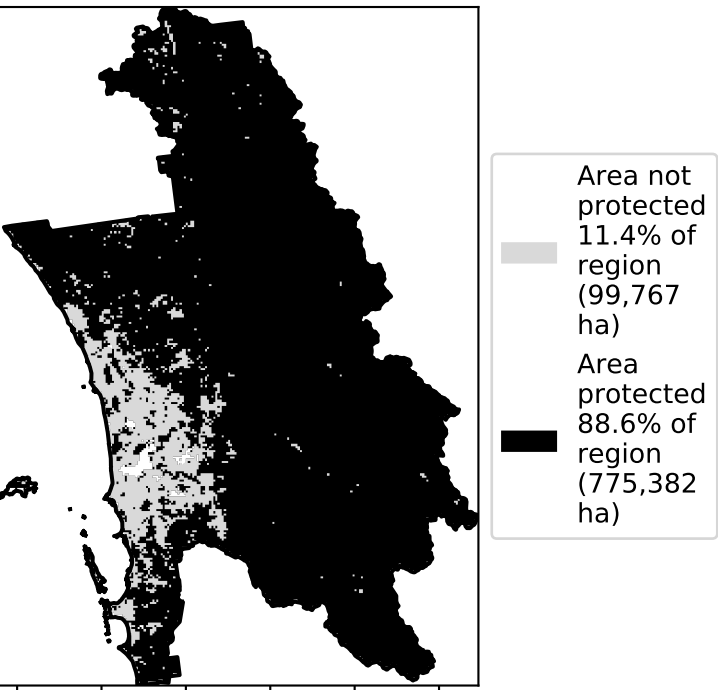 Area not
protected
11.4% of
region
(99,767
ha)
Area
protected
88.6% of
region
(775,382
ha)